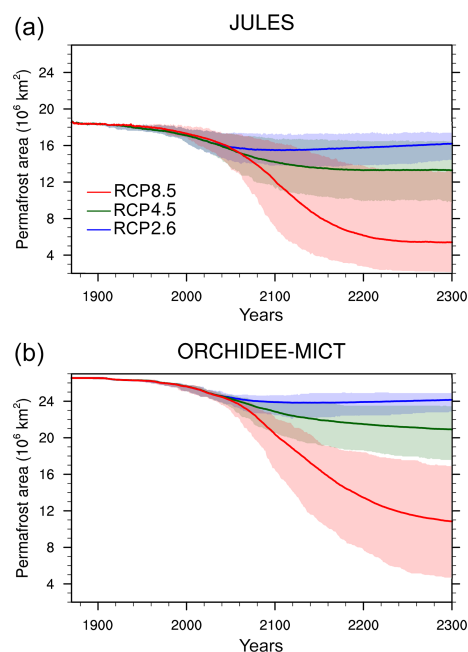 (a) JULES
Permafrost area (10⁶ km²)
24
20
16
12
8
4
RCP8.5
RCP4.5
RCP2.6
1900 2000 2100 2200 2300
Years
(b) ORCHIDEE-MICT
Permafrost area (10⁶ km²)
24
20
16
12
8
4
1900 2000 2100 2200 2300
Years